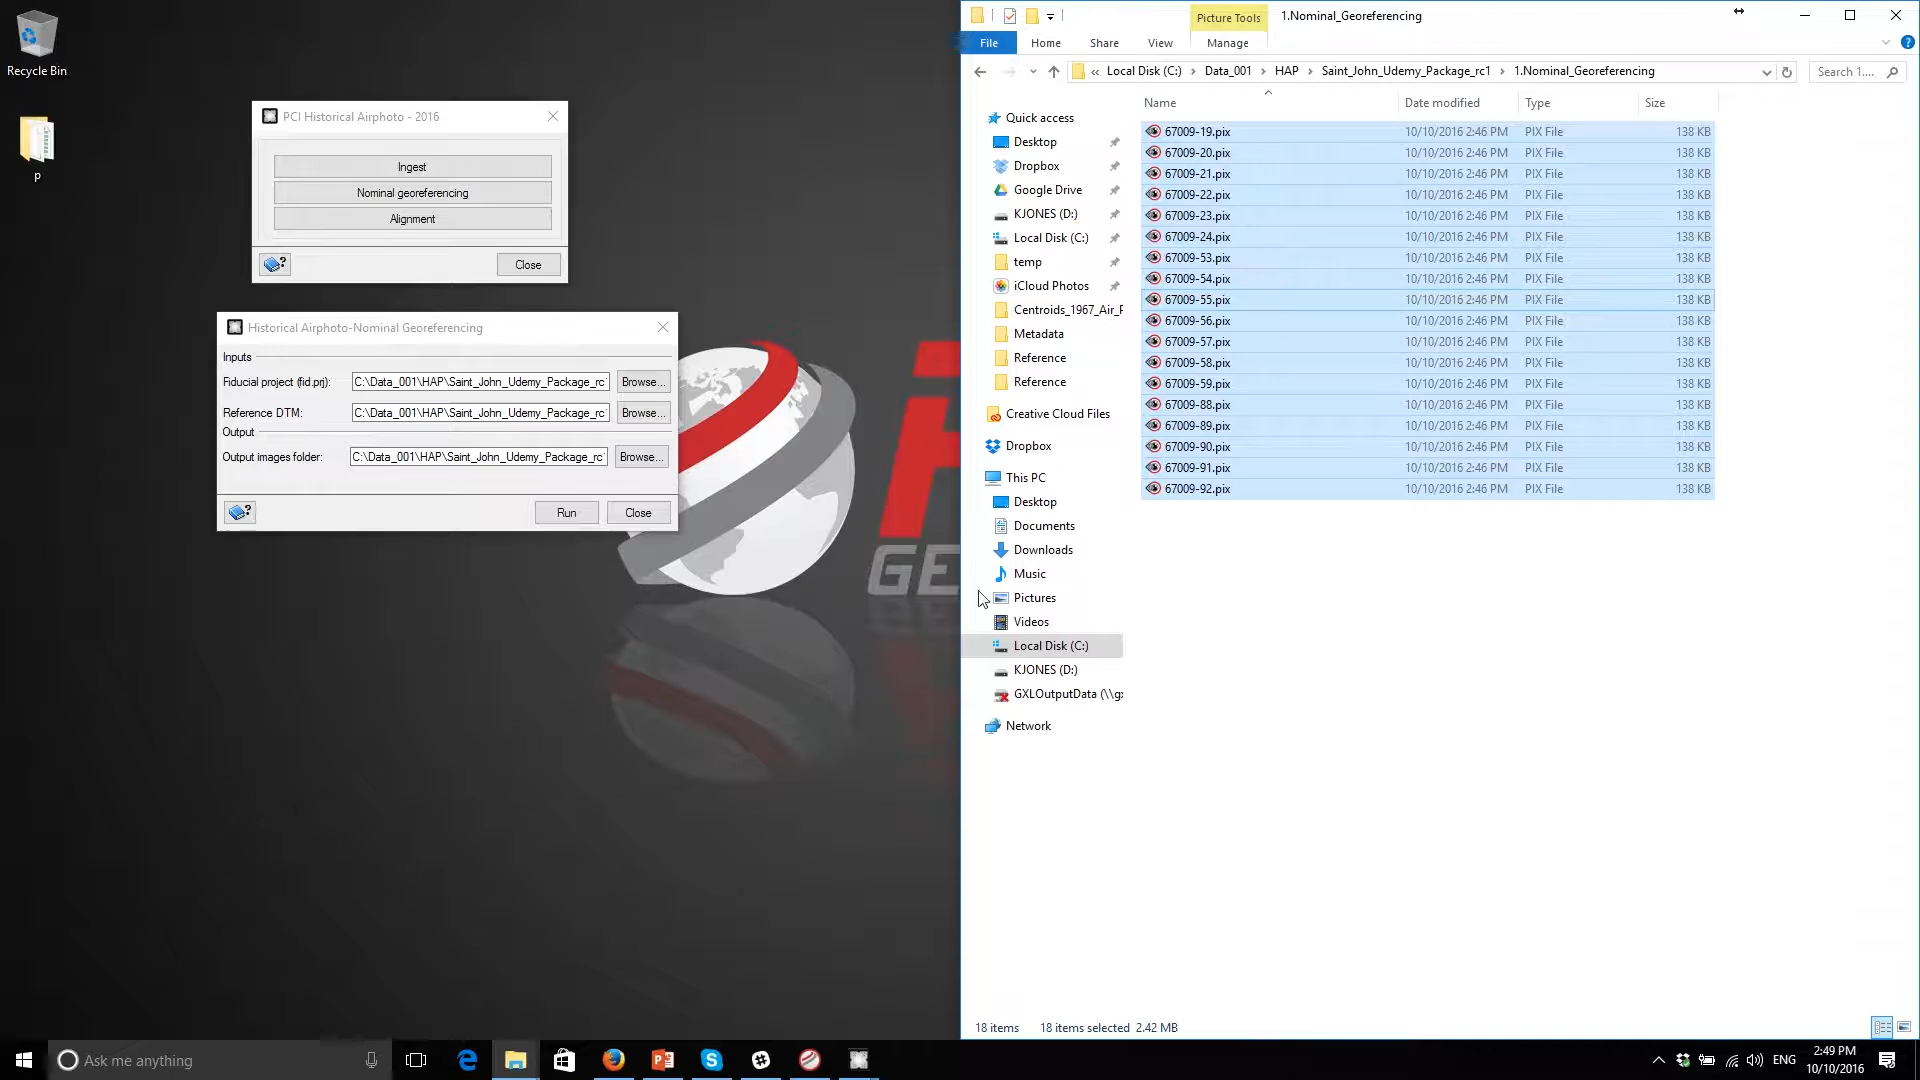 Recycle Bin
p
PCI Historical Airphoto - 2016
Ingest
Nominal georeferencing
Alignment
Close
Historical Airphoto-Nominal Georeferencing
Inputs
Fiducial project (fid.prj): C:\Data_001\HAP\Saint_John_Udemy_Package_rc Browse...
Reference DTM: C:\Data_001\HAP\Saint_John_Udemy_Package_rc Browse...
Output
Output images folder: C:\Data_001\HAP\Saint_John_Udemy_Package_rc Browse...
Run Close
GE
Picture Tools 1.Nominal_Georeferencing
File Home Share View Manage
« Local Disk (C:) › Data_001 › HAP › Saint_John_Udemy_Package_rc1 › 1.Nominal_Georeferencing Search 1....
Name Date modified Type Size
Quick access
Desktop
Dropbox
Google Drive
KJONES (D:)
Local Disk (C:)
temp
iCloud Photos
Centroids_1967_Air_F
Metadata
Reference
Reference
Creative Cloud Files
Dropbox
This PC
Desktop
Documents
Downloads
Music
Pictures
Videos
Local Disk (C:)
KJONES (D:)
GXLOutputData (\\gx
Network
67009-19.pix 10/10/2016 2:46 PM PIX File 138 KB
67009-20.pix 10/10/2016 2:46 PM PIX File 138 KB
67009-21.pix 10/10/2016 2:46 PM PIX File 138 KB
67009-22.pix 10/10/2016 2:46 PM PIX File 138 KB
67009-23.pix 10/10/2016 2:46 PM PIX File 138 KB
67009-24.pix 10/10/2016 2:46 PM PIX File 138 KB
67009-53.pix 10/10/2016 2:46 PM PIX File 138 KB
67009-54.pix 10/10/2016 2:46 PM PIX File 138 KB
67009-55.pix 10/10/2016 2:46 PM PIX File 138 KB
67009-56.pix 10/10/2016 2:46 PM PIX File 138 KB
67009-57.pix 10/10/2016 2:46 PM PIX File 138 KB
67009-58.pix 10/10/2016 2:46 PM PIX File 138 KB
67009-59.pix 10/10/2016 2:46 PM PIX File 138 KB
67009-88.pix 10/10/2016 2:46 PM PIX File 138 KB
67009-89.pix 10/10/2016 2:46 PM PIX File 138 KB
67009-90.pix 10/10/2016 2:46 PM PIX File 138 KB
67009-91.pix 10/10/2016 2:46 PM PIX File 138 KB
67009-92.pix 10/10/2016 2:46 PM PIX File 138 KB
18 items 18 items selected 2.42 MB
Ask me anything
ENG
2:49 PM
10/10/2016